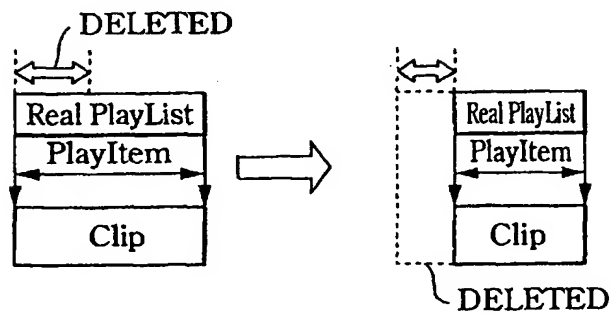 DELETED
Real PlayList
PlayItem
Clip
Real PlayList
PlayItem
Clip
DELETED